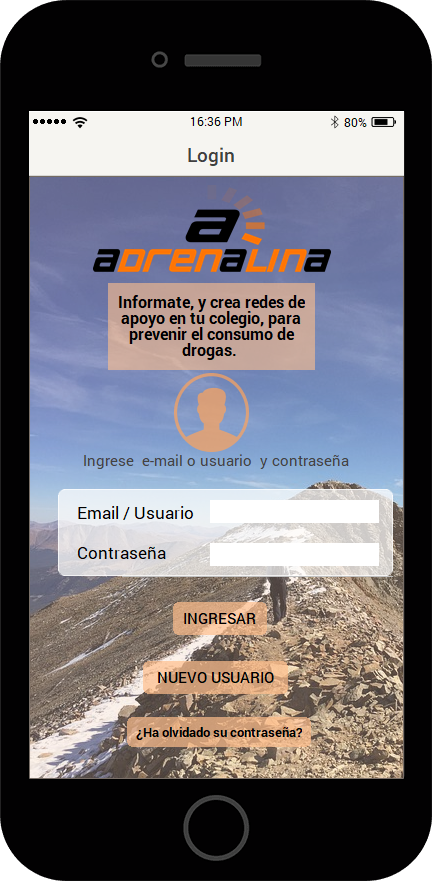 16:36 PM
80%
Login
a
aDrenaLina
Informate, y crea redes de
apoyo en tu colegio, para
prevenir el consumo de
drogas.
Ingrese e-mail o usuario y contraseña
Email / Usuario
Contraseña
INGRESAR
NUEVO USUARIO
¿Ha olvidado su contraseña?